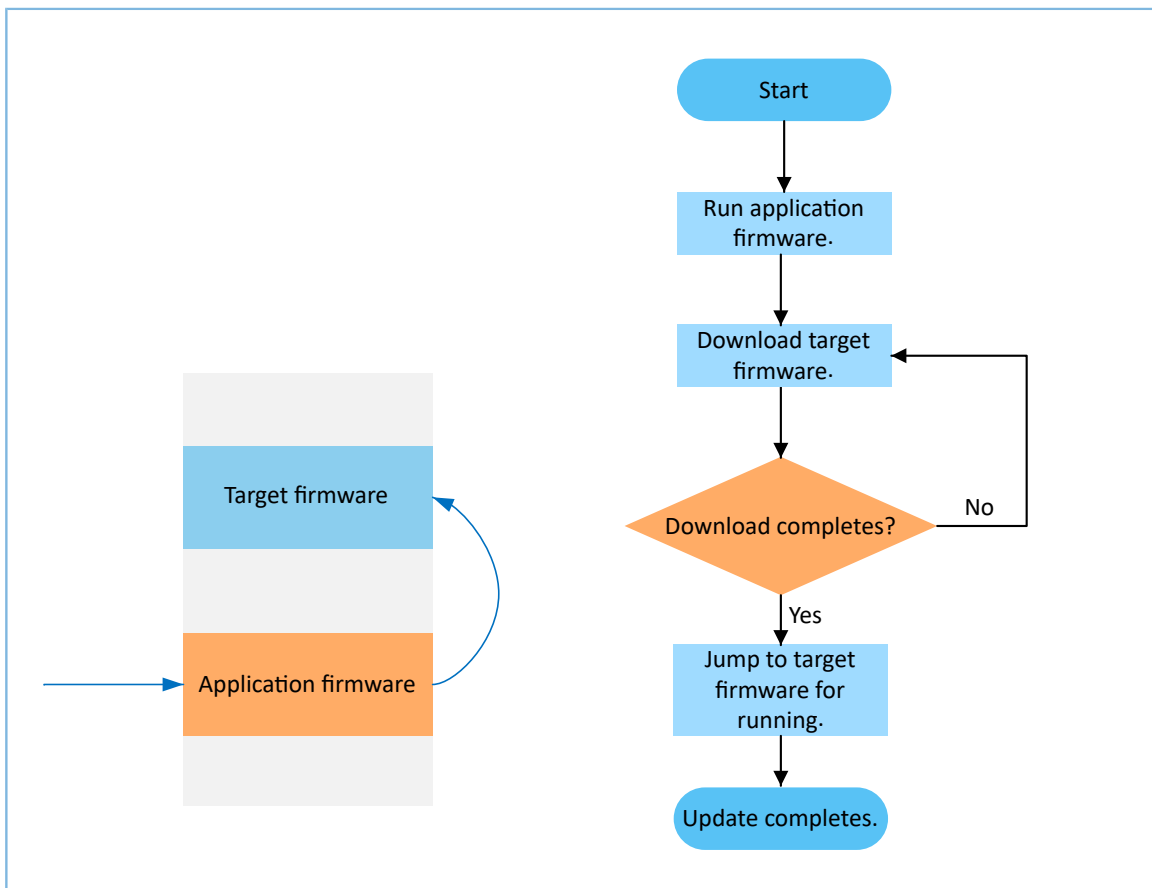 Target firmware
Application firmware
Start
Run application
firmware.
Download target
firmware.
Download completes?
No
Yes
Jump to target
firmware for
running.
Update completes.